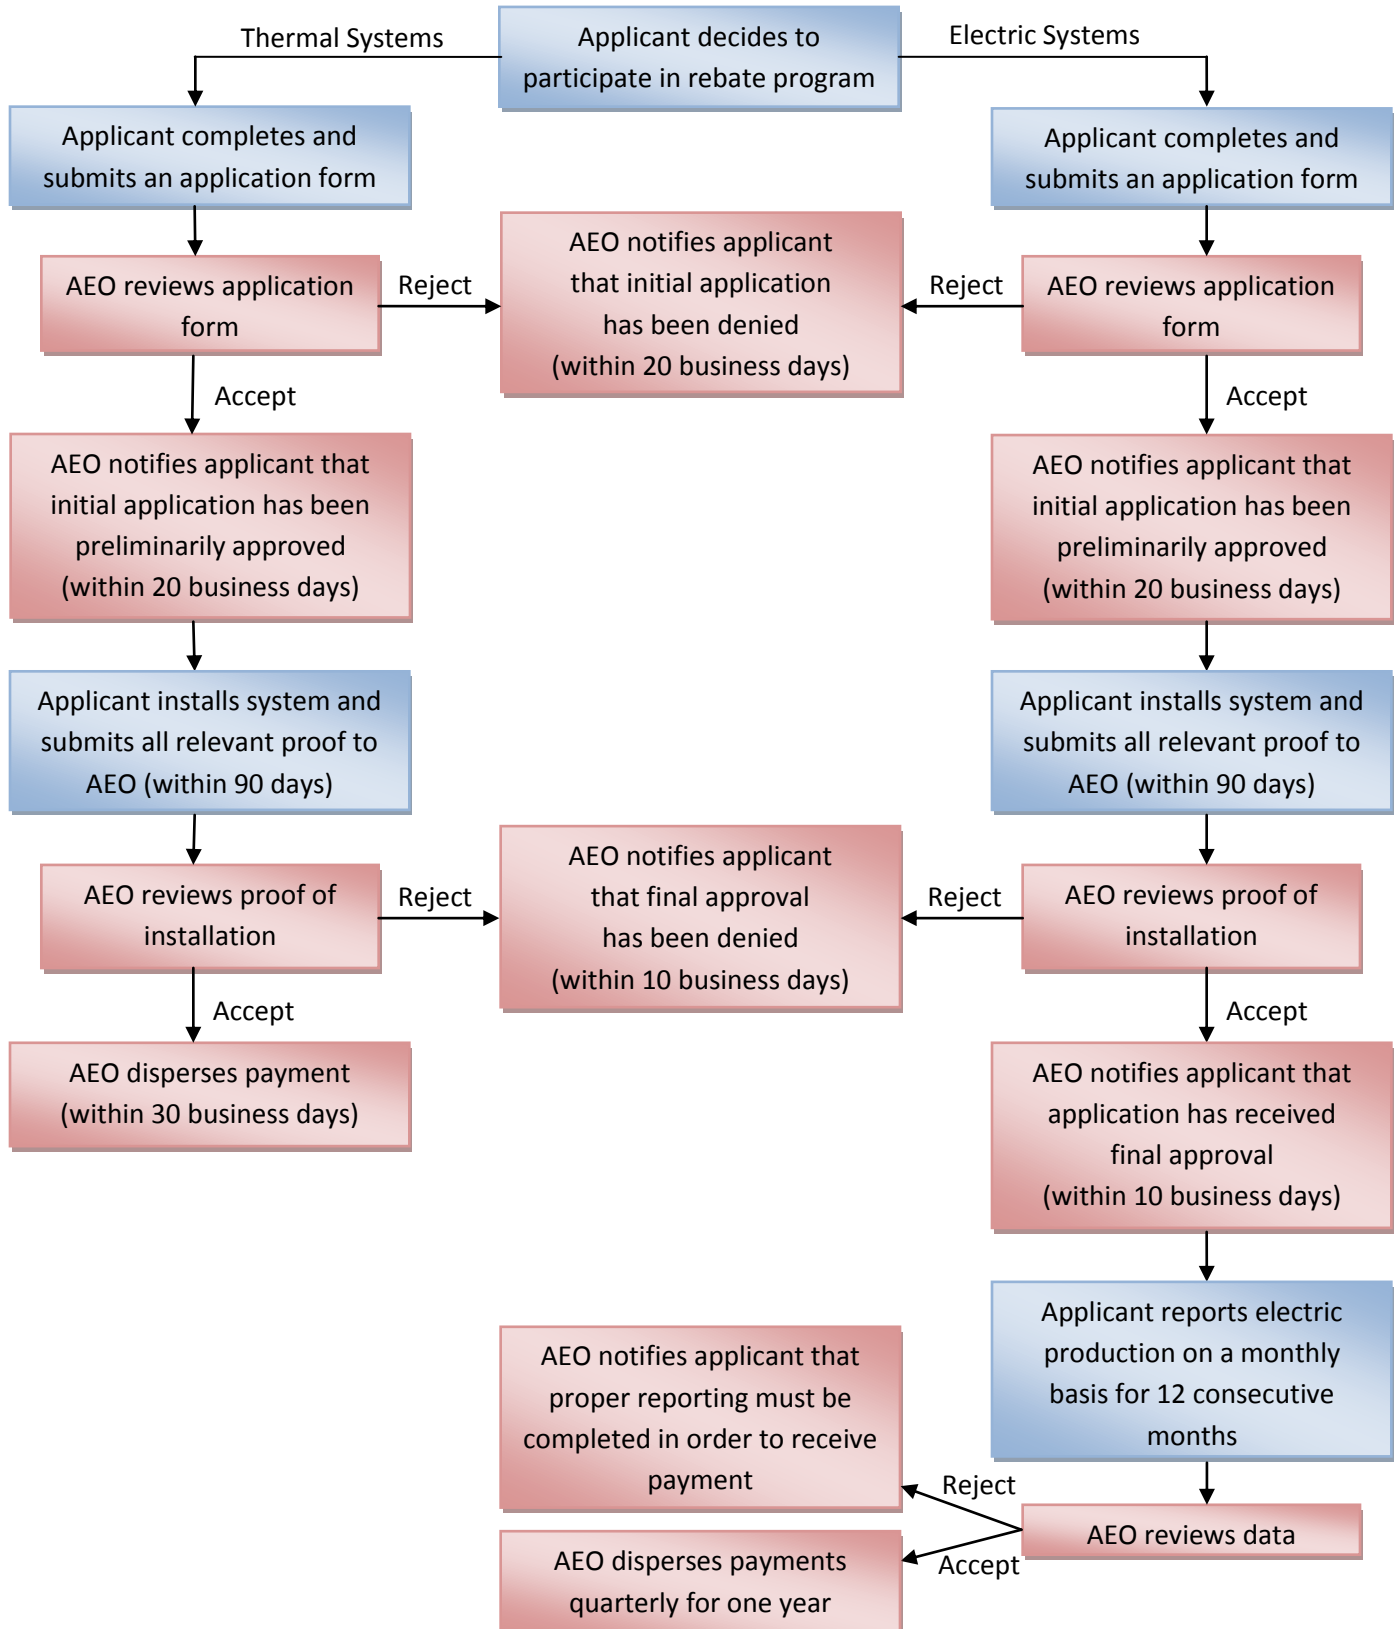 Thermal Systems
Applicant decides to
participate in rebate program
Electric Systems
Applicant completes and
submits an application form
Applicant completes and
submits an application form
AEO reviews application
form
Reject
AEO notifies applicant
that initial application
has been denied
(within 20 business days)
Reject
AEO reviews application
form
Accept
Accept
AEO notifies applicant that
initial application has been
preliminarily approved
(within 20 business days)
AEO notifies applicant that
initial application has been
preliminarily approved
(within 20 business days)
Applicant installs system and
submits all relevant proof to
AEO (within 90 days)
Applicant installs system and
submits all relevant proof to
AEO (within 90 days)
AEO reviews proof of
installation
Reject
AEO notifies applicant
that final approval
has been denied
(within 10 business days)
Reject
AEO reviews proof of
installation
Accept
Accept
AEO disperses payment
(within 30 business days)
AEO notifies applicant that
application has received
final approval
(within 10 business days)
Applicant reports electric
production on a monthly
basis for 12 consecutive
months
AEO notifies applicant that
proper reporting must be
completed in order to receive
payment
Reject
AEO reviews data
Accept
AEO disperses payments
quarterly for one year